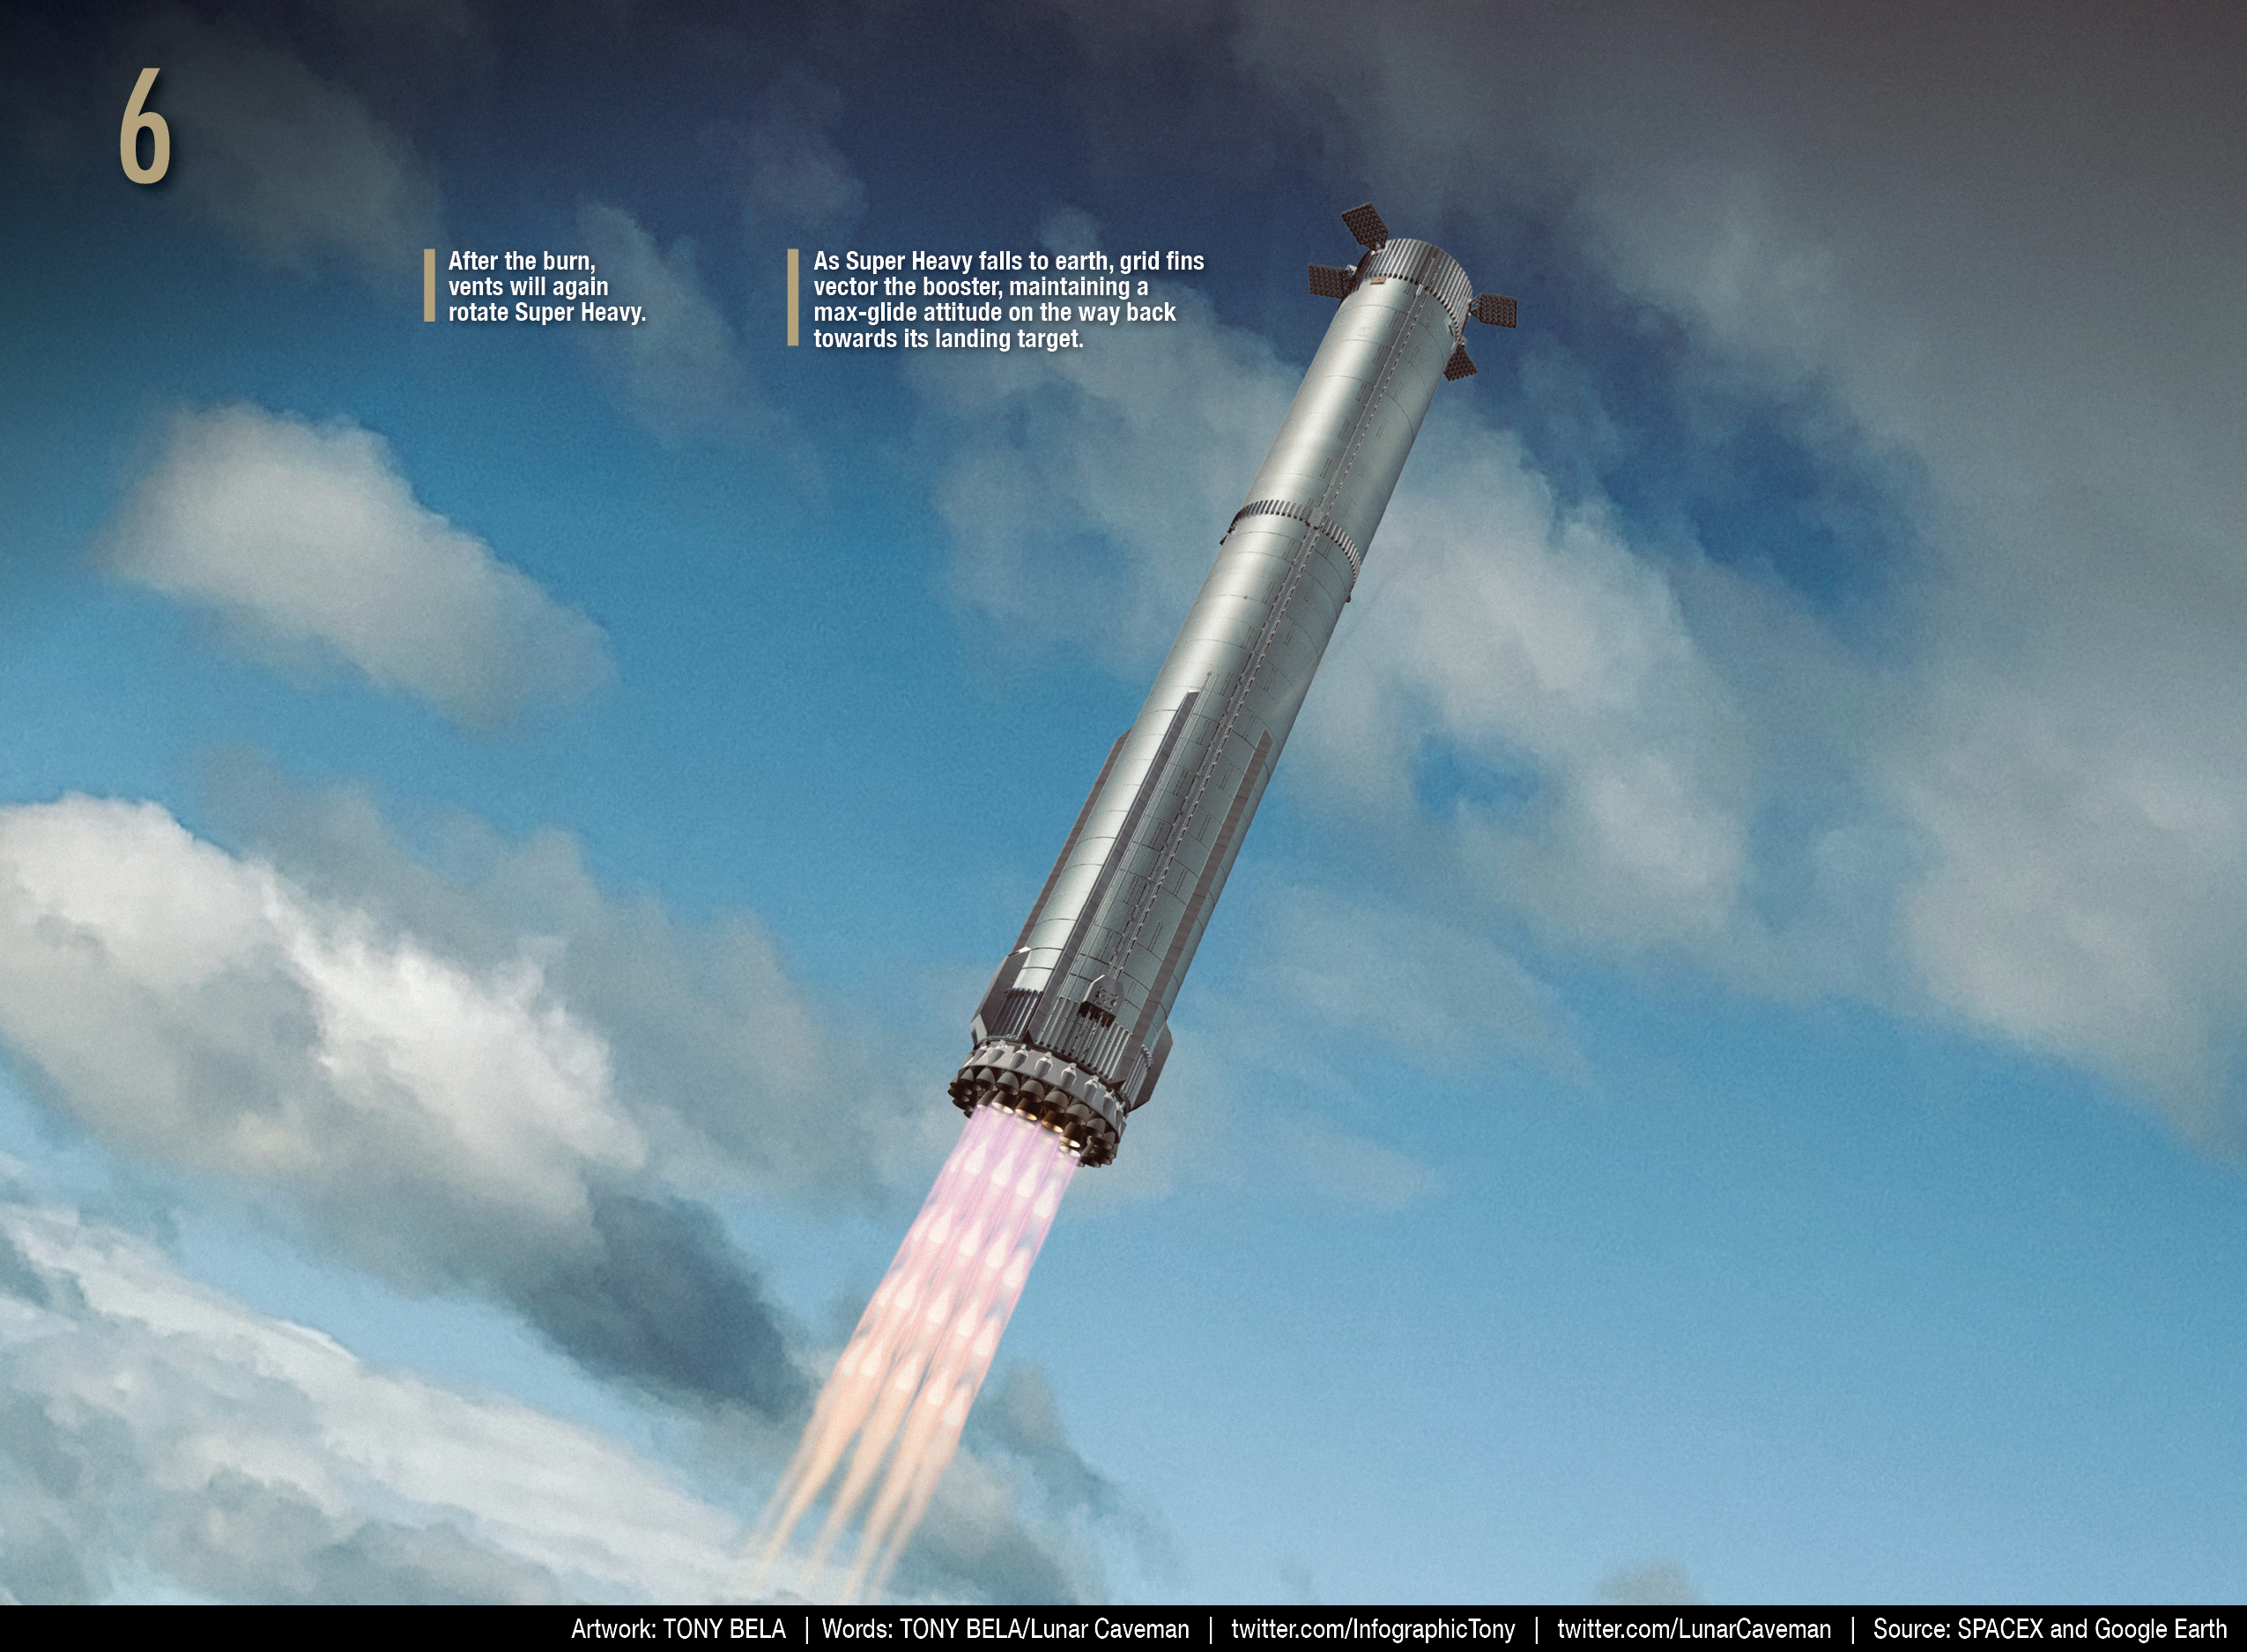 6
After the burn,
vents will again
rotate Super Heavy.
As Super Heavy falls to earth, grid fins
vector the booster, maintaining a
max-glide attitude on the way back
towards its landing target.
Artwork: TONY BELA | Words: TONY BELA/Lunar Caveman | twitter.com/InfographicTony | twitter.com/LunarCaveman | Source: SPACEX and Google Earth